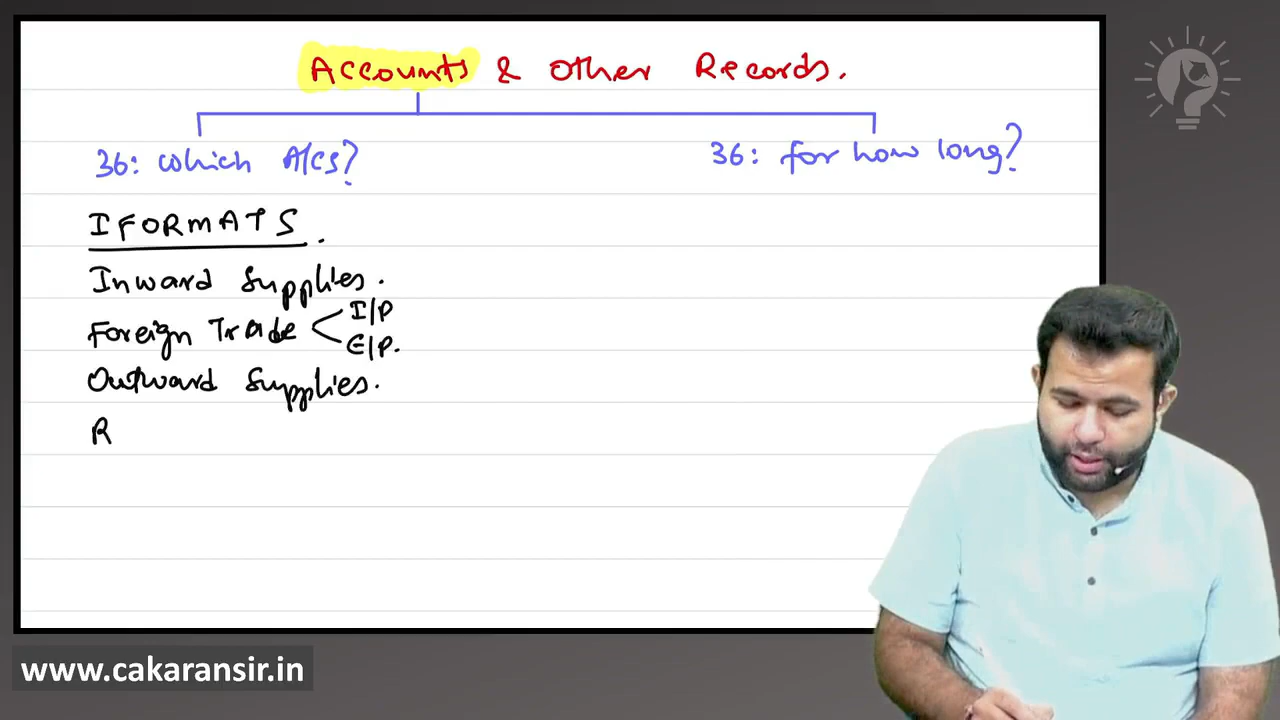 Accounts & Other Records.
36: which A/cs?
36: for how long?
IFORMATS.
Inward Supplies.
Foreign Trade
I/P
E/P.
Outward Supplies.
R
www.cakaransir.in